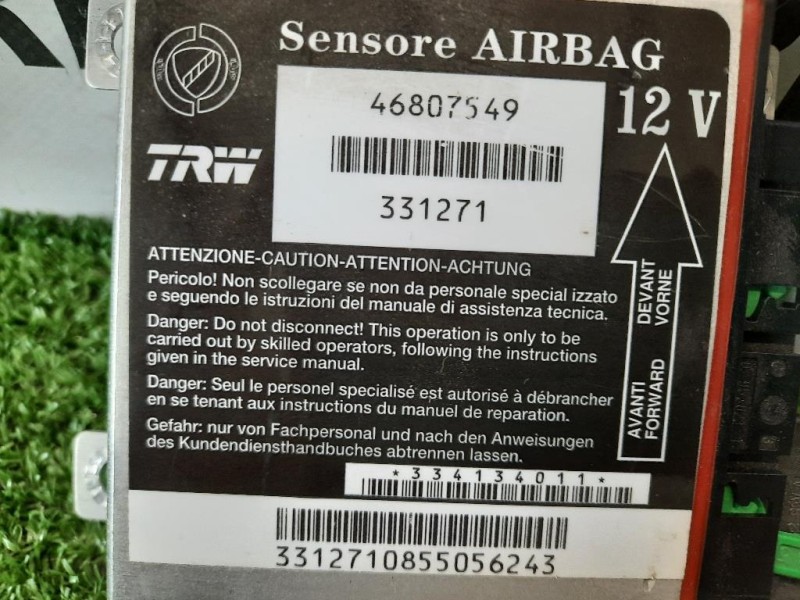 Sensore AIRBAG
46807549
12 V
TRW
331271
ATTENZIONE-CAUTION-ATTENTION-ACHTUNG
Pericolo! Non scollegare se non da personale special izzato
e seguendo le istruzioni del manuale di assistenza tecnica.
Danger: Do not disconnect! This operation is only to be
carried out by skilled operators, following the instructions
given in the service manual.
Danger: Seul le personel specialisé est autorisé à débrancher
en se tenant aux instructions du manuel de reparation.
Gefahr: nur von Fachpersonal und nach den Anweisungen
des Kundendiensthandbuches abtrennen lassen.
DEVANT
VORNE
AVANTI
FORWARD
*334134011*
3312710855056243